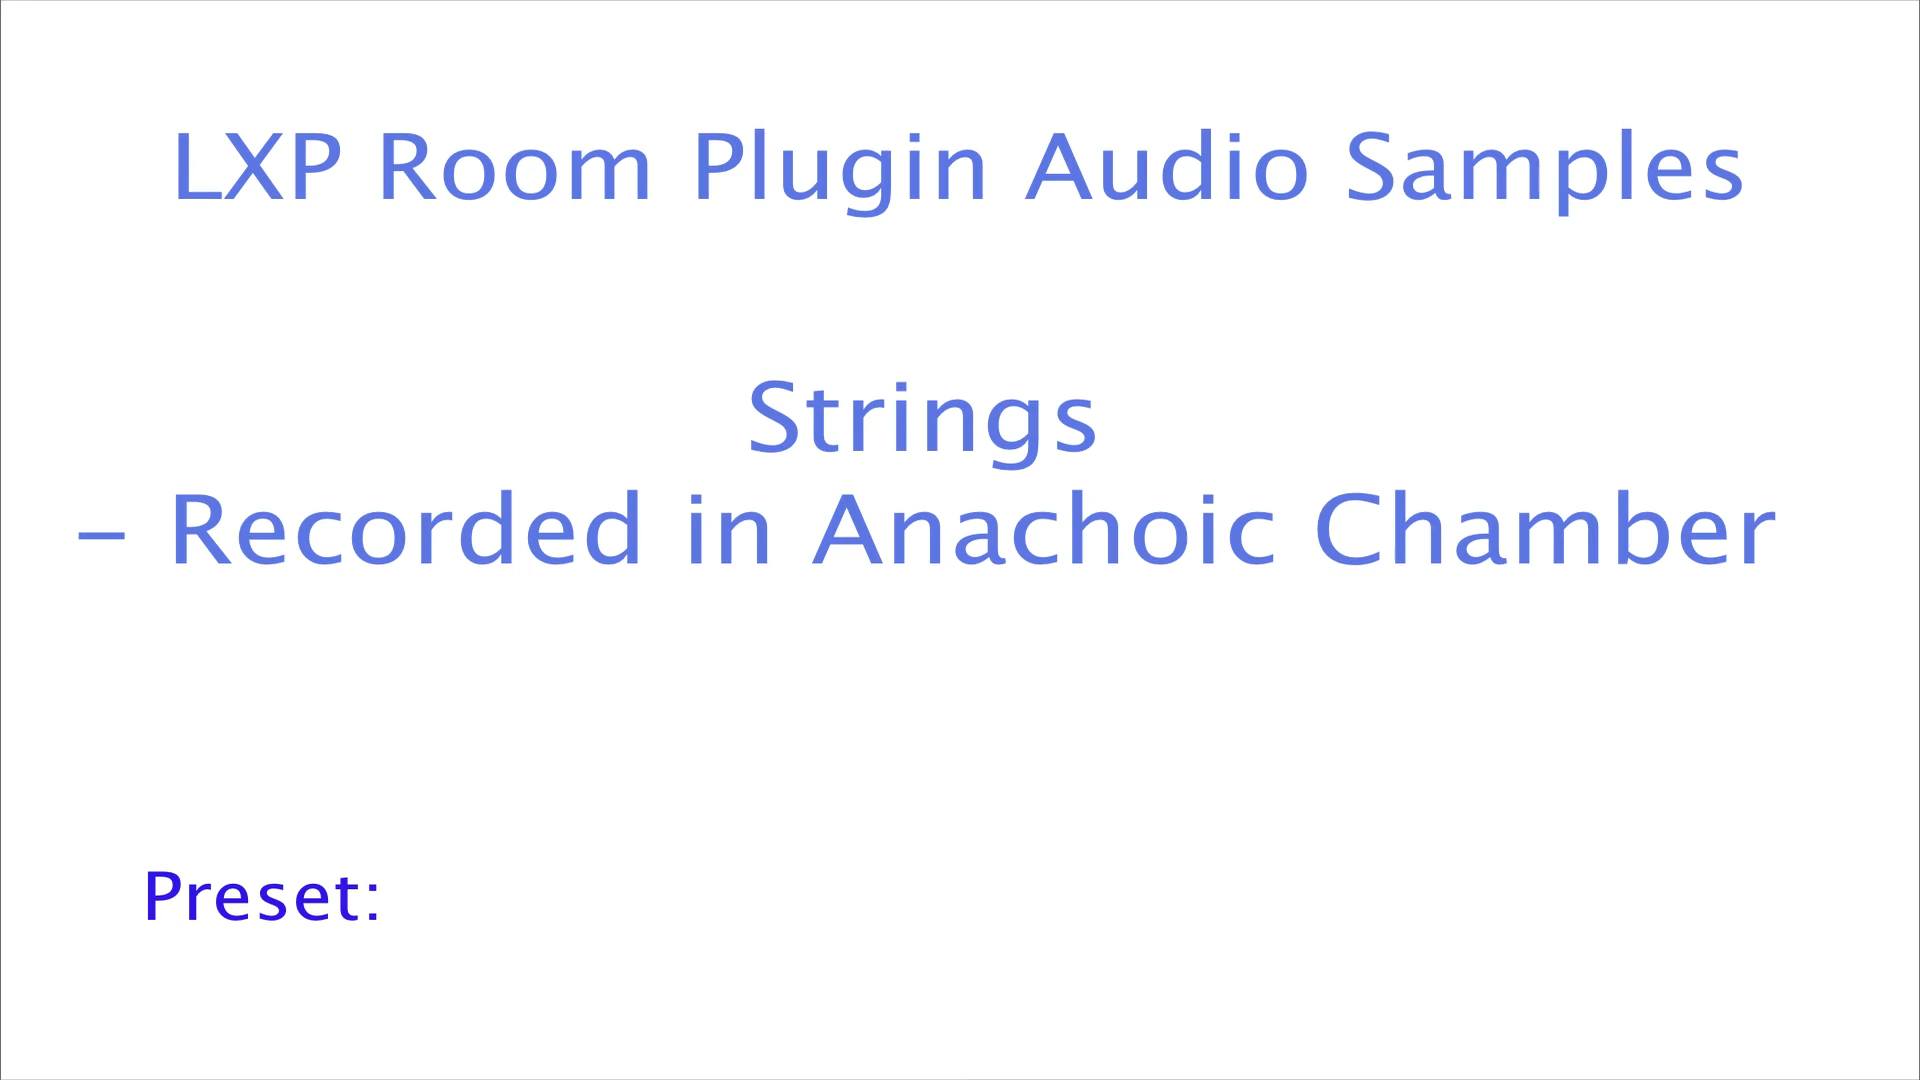 LXP Room Plugin Audio Samples
Strings
– Recorded in Anachoic Chamber
Preset: